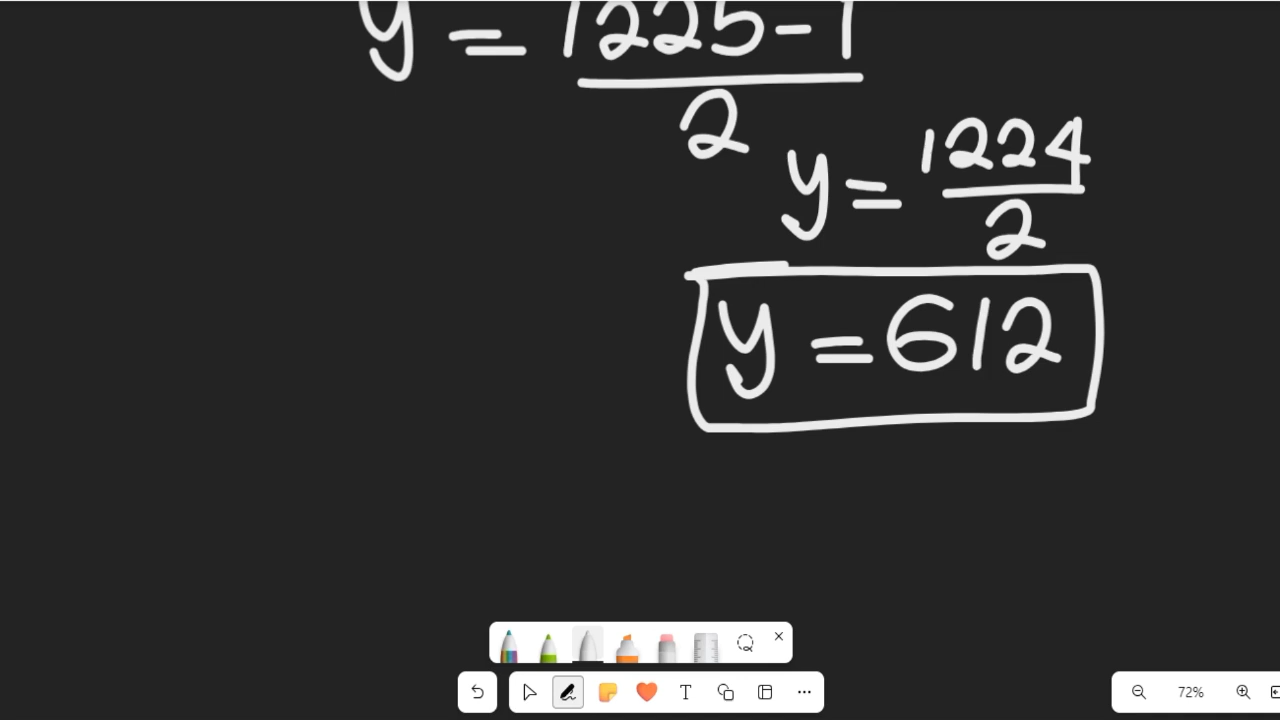 y = 1225-1
2
y = 1224
2
y = 612
T
72%